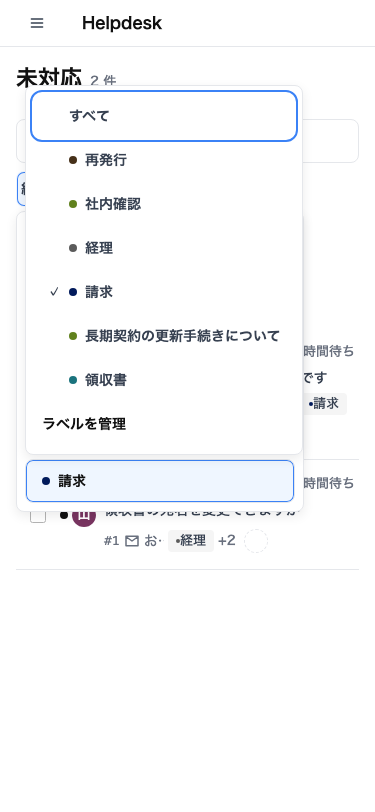 Helpdesk
未対応 2 件
すべて
再発行
社内確認
経理
✓ 請求
長期契約の更新手続きについて
領収書
ラベルを管理
請求
時間待ち
です
•請求
時間待ち
#1 お· •経理 +2